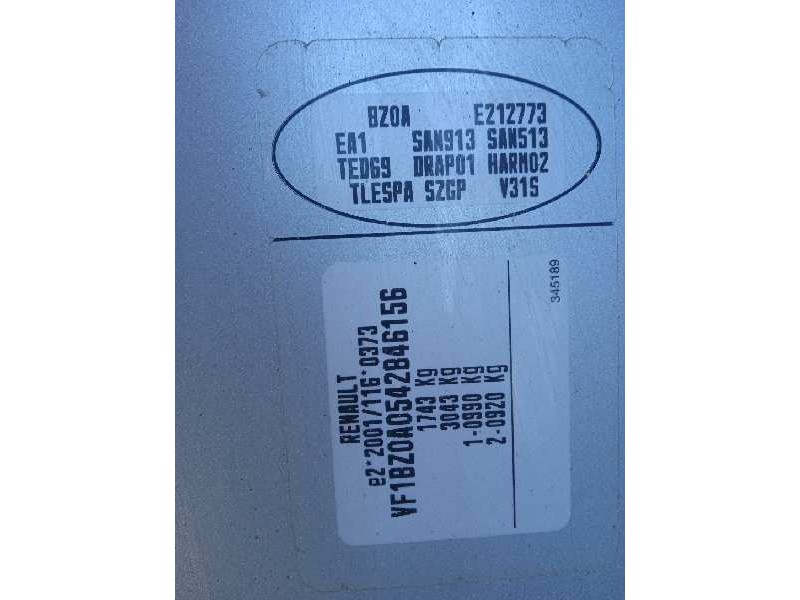 BZ0A E212773
EA1 SAN913 SAN513
TED69 DRAP01 HARM02
TLESPA SZGP V31S
RENAULT
e2*2001/116*0373
VF1BZ0A0542846156
1743 Kg
3043 Kg
1-0990 Kg
2-0920 Kg
345189